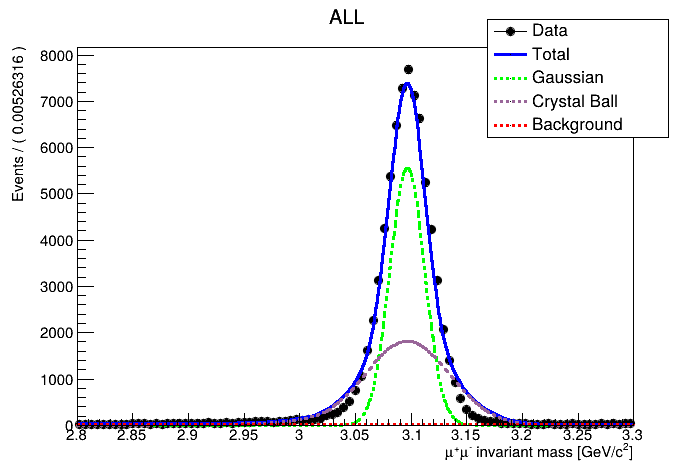 ALL
Data
Total
Gaussian
Crystal Ball
Background
Events / ( 0.00526316 )
8000
7000
6000
5000
4000
3000
2000
1000
0
2.8 2.85 2.9 2.95 3 3.05 3.1 3.15 3.2 3.25 3.3
μ⁺μ⁻ invariant mass [GeV/c²]